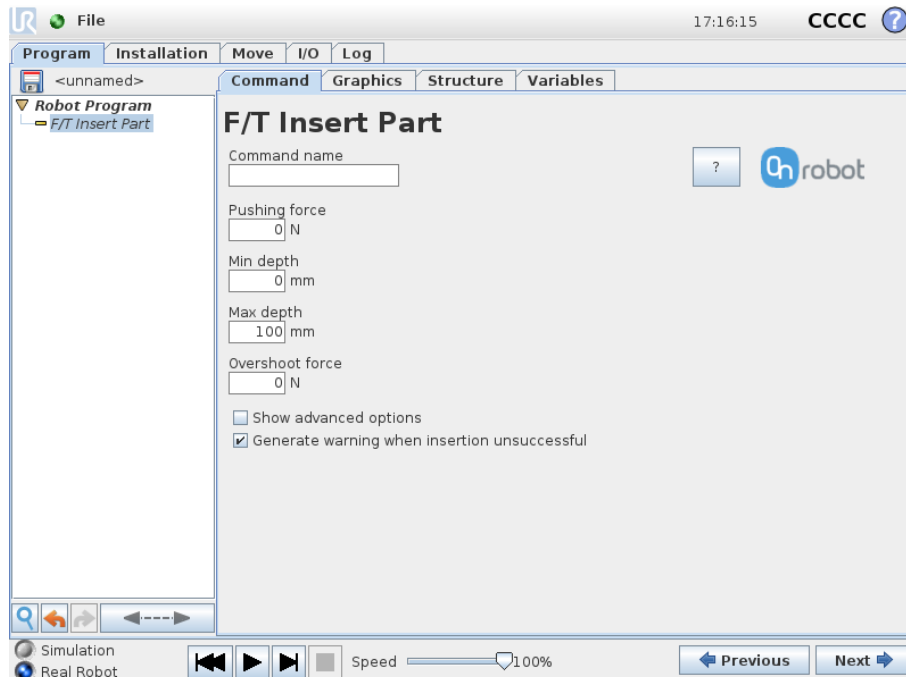 UR File 17:16:15 CCCC ?
Program Installation Move I/O Log
<unnamed> Command Graphics Structure Variables
Robot Program
F/T Insert Part
F/T Insert Part
Command name
? On robot
Pushing force
0 N
Min depth
0 mm
Max depth
100 mm
Overshoot force
0 N
Show advanced options
Generate warning when insertion unsuccessful
Simulation
Real Robot
Speed 100%
Previous Next